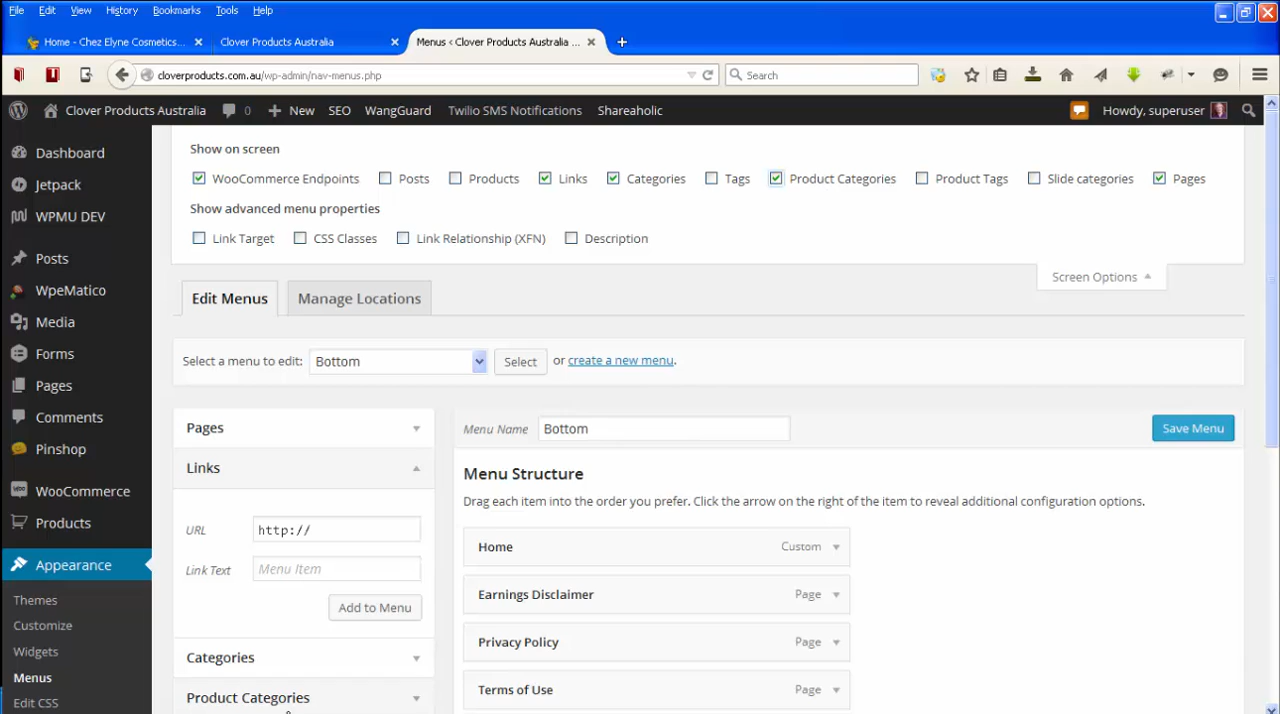 File Edit View History Bookmarks Tools Help
Home - Chez Elyne Cosmetics... Clover Products Australia Menus ‹ Clover Products Australia ...
cloverproducts.com.au/wp-admin/nav-menus.php Search
Clover Products Australia 0 New SEO WangGuard Twilio SMS Notifications Shareaholic Howdy, superuser
Dashboard
Jetpack
WPMU DEV
Posts
WpeMatico
Media
Forms
Pages
Comments
Pinshop
WooCommerce
Products
Appearance
Themes
Customize
Widgets
Menus
Edit CSS
Show on screen
WooCommerce Endpoints Posts Products Links Categories Tags Product Categories Product Tags Slide categories Pages
Show advanced menu properties
Link Target CSS Classes Link Relationship (XFN) Description
Screen Options
Edit Menus Manage Locations
Select a menu to edit: Bottom Select or create a new menu.
Pages
Links
URL http://
Link Text Menu Item
Add to Menu
Categories
Product Categories
Menu Name Bottom Save Menu
Menu Structure
Drag each item into the order you prefer. Click the arrow on the right of the item to reveal additional configuration options.
Home Custom
Earnings Disclaimer Page
Privacy Policy Page
Terms of Use Page